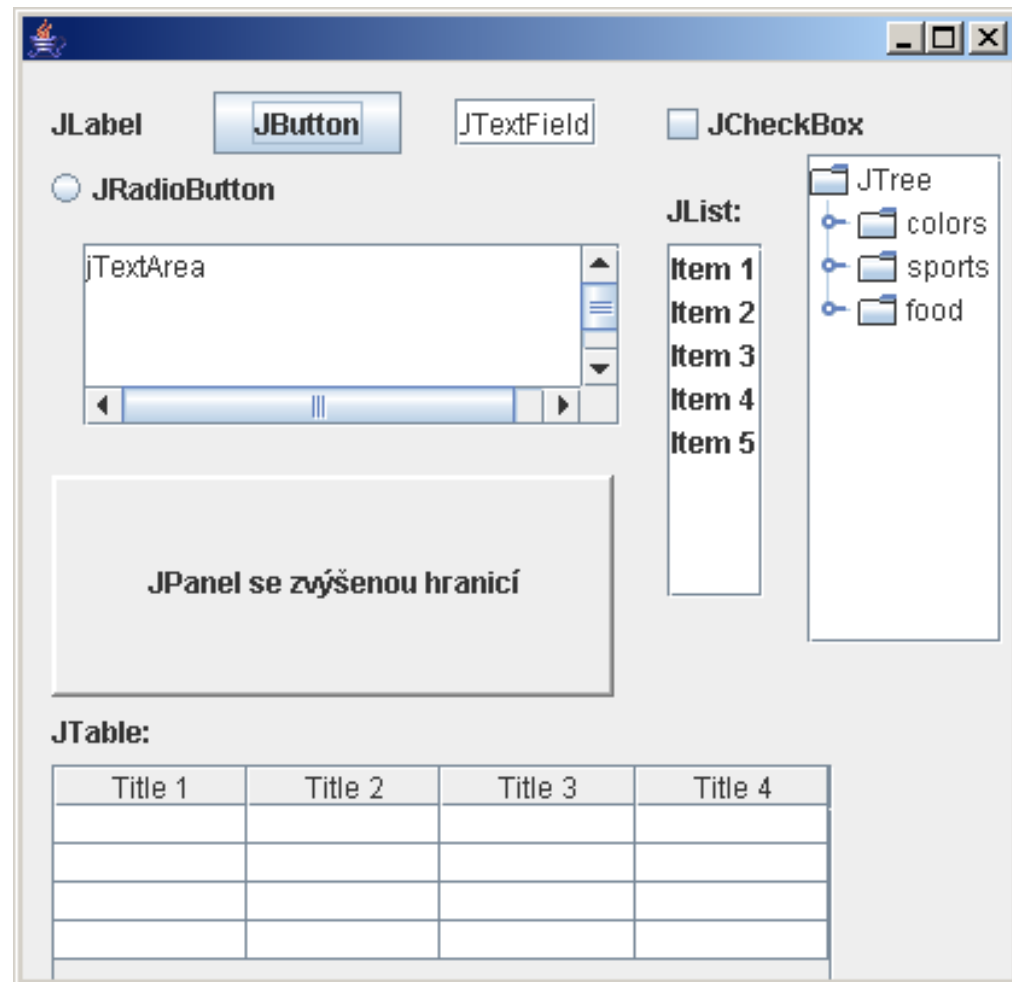 JLabel
JButton
JTextField
JCheckBox
JRadioButton
jTextArea
JList:
Item 1
Item 2
Item 3
Item 4
Item 5
JTree
colors
sports
food
JPanel se zvýšenou hranicí
JTable:
Title 1 Title 2 Title 3 Title 4